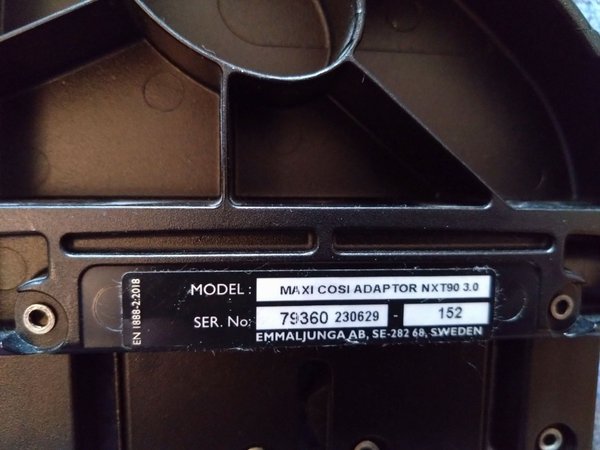 EN 1888-2:2018
MODEL: MAXI COSI ADAPTOR NXT90 3.0
SER. No: 79360 230629 - 152
EMMALJUNGA AB, SE-282 68, SWEDEN